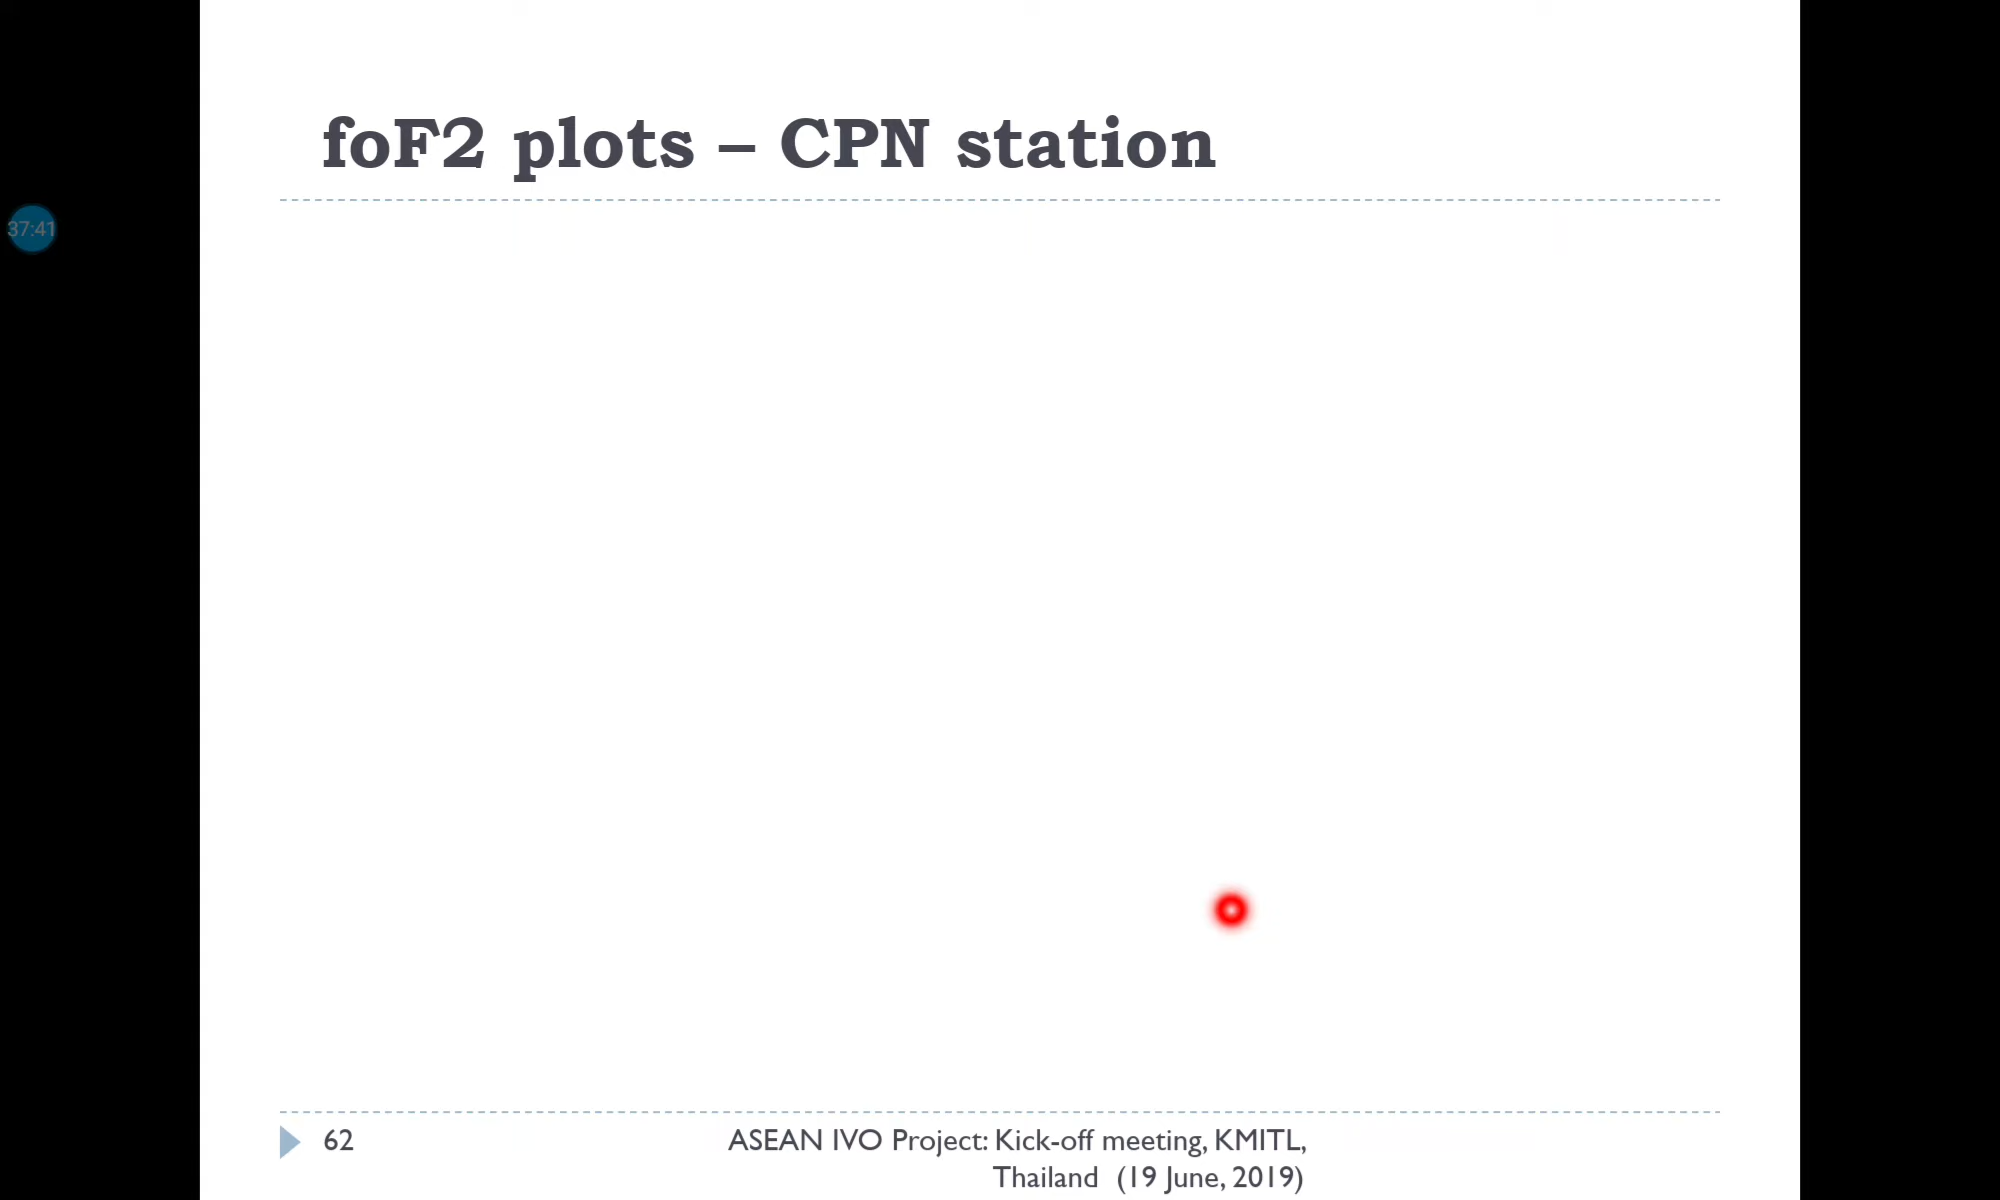 foF2 plots – CPN station
37:41
62
ASEAN IVO Project: Kick-off meeting, KMITL,
Thailand (19 June, 2019)